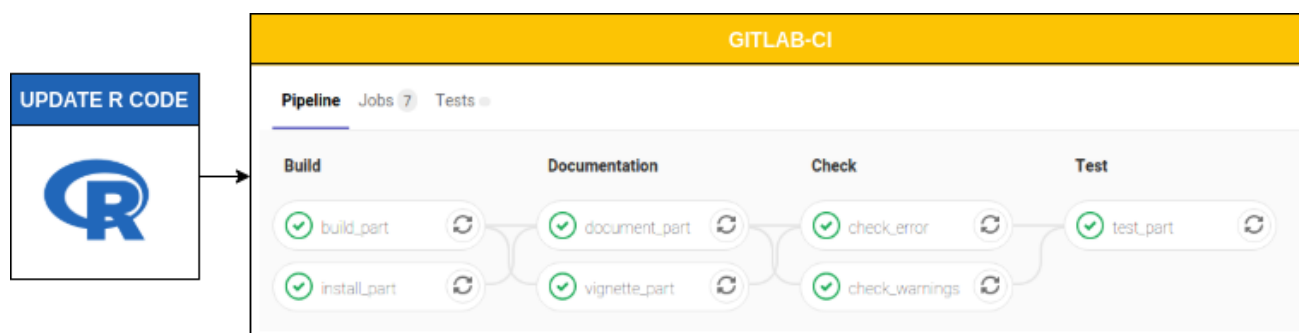 GITLAB-CI
UPDATE R CODE
R
Pipeline Jobs 7 Tests
Build Documentation Check Test
build_part document_part check_error test_part
install_part vignette_part check_warnings